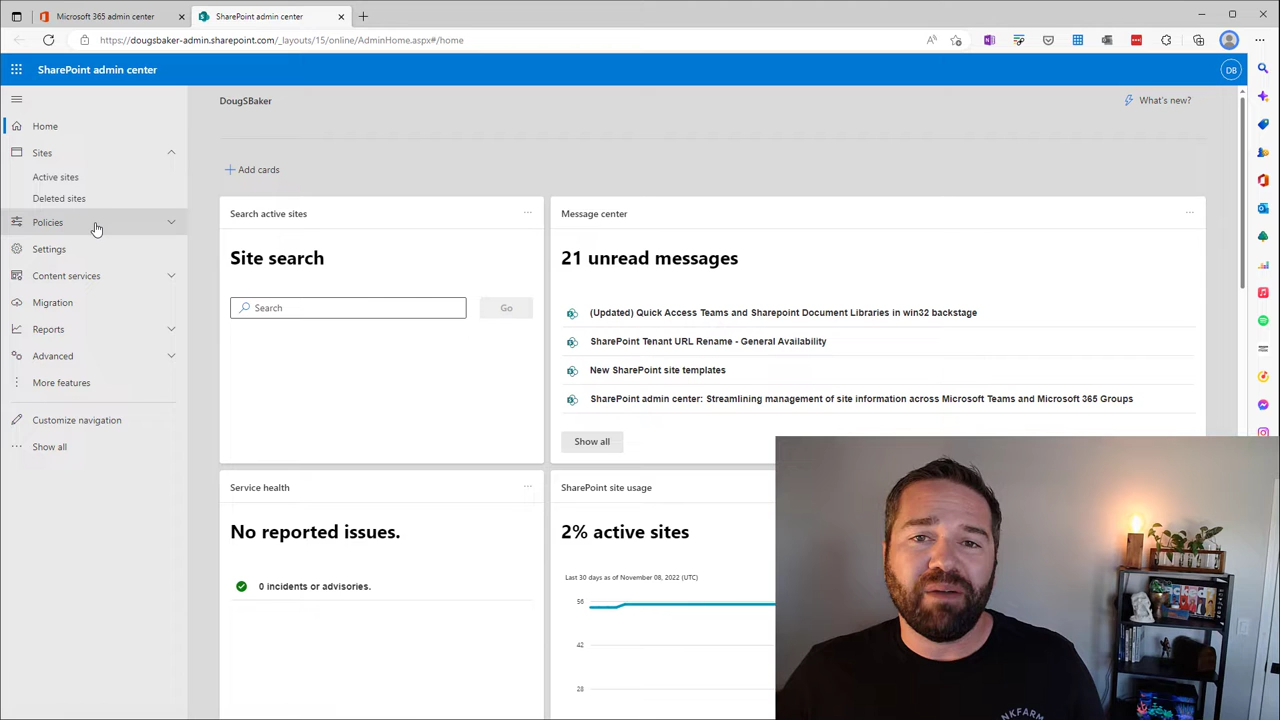 Microsoft 365 admin center
SharePoint admin center
https://dougsbaker-admin.sharepoint.com/_layouts/15/online/AdminHome.aspx#/home
SharePoint admin center
DB
Home
Sites
Active sites
Deleted sites
Policies
Settings
Content services
Migration
Reports
Advanced
More features
Customize navigation
Show all
DougSBaker
What's new?
Add cards
Search active sites
Site search
Search
Go
Message center
21 unread messages
(Updated) Quick Access Teams and Sharepoint Document Libraries in win32 backstage
SharePoint Tenant URL Rename - General Availability
New SharePoint site templates
SharePoint admin center: Streamlining management of site information across Microsoft Teams and Microsoft 365 Groups
Show all
Service health
No reported issues.
0 incidents or advisories.
SharePoint site usage
2% active sites
Last 30 days as of November 08, 2022 (UTC)
56
42
28